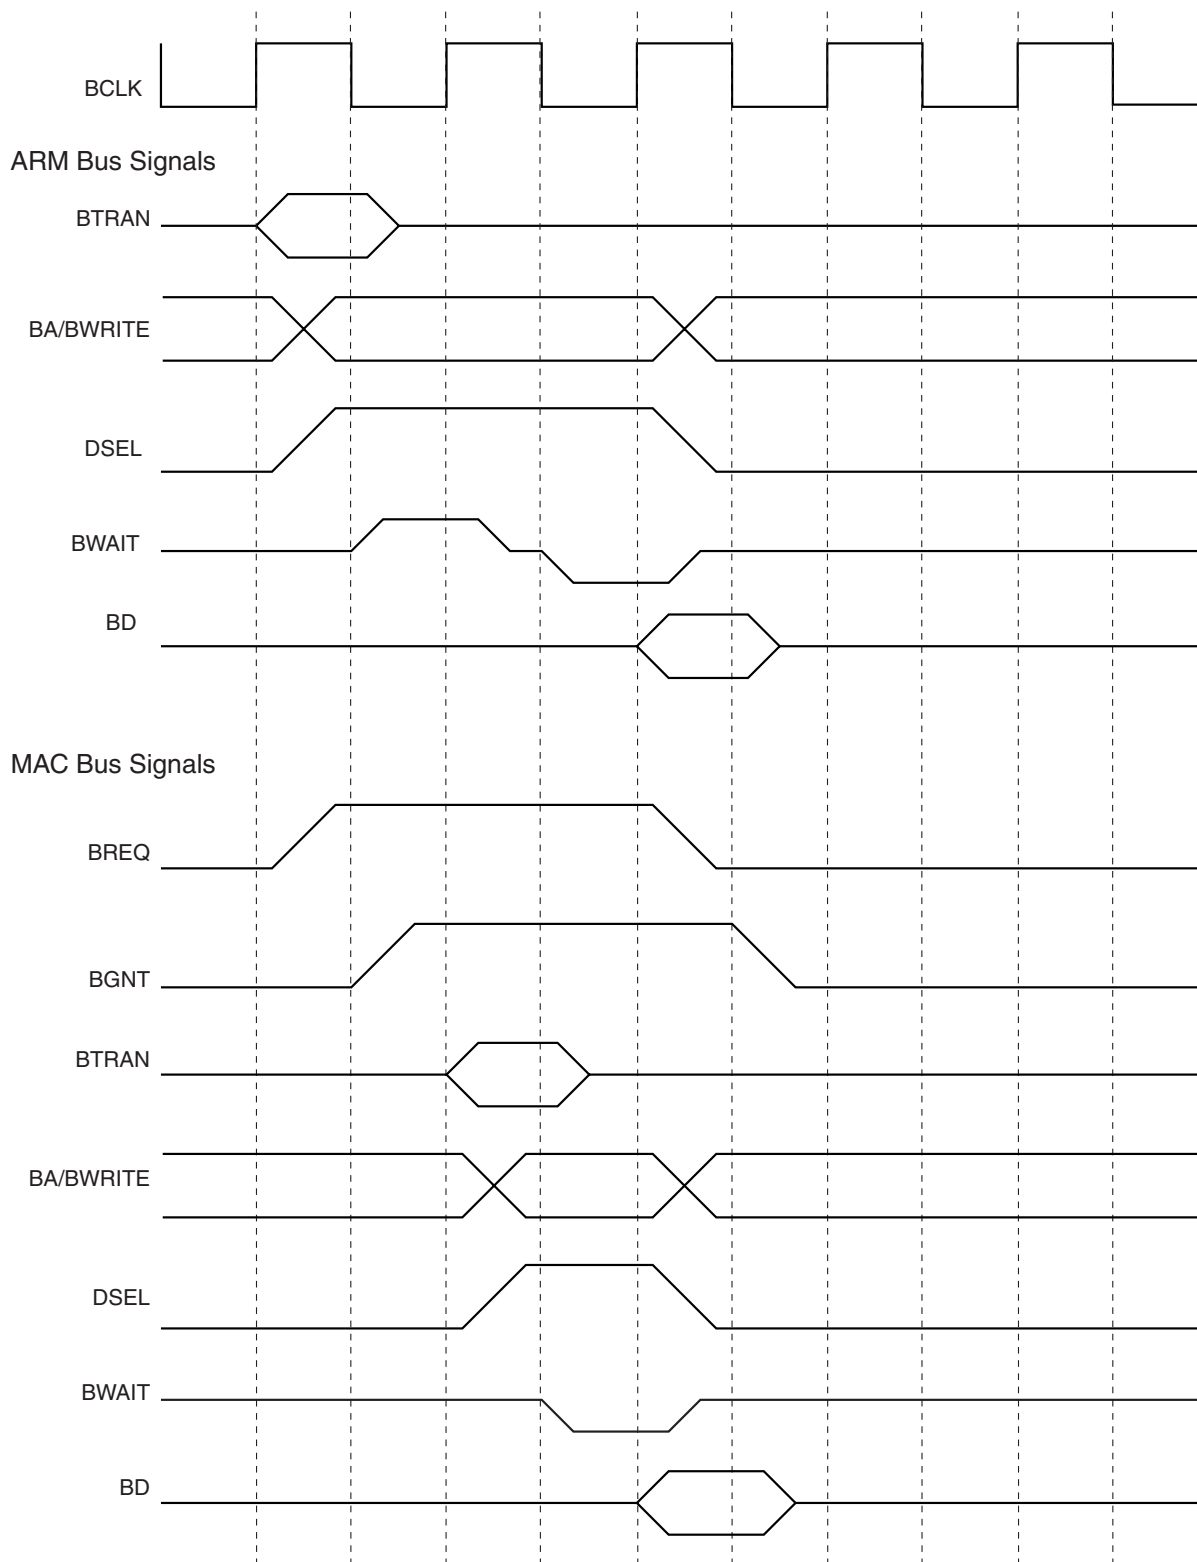 BCLK
ARM Bus Signals
BTRAN
BA/BWRITE
DSEL
BWAIT
BD
MAC Bus Signals
BREQ
BGNT
BTRAN
BA/BWRITE
DSEL
BWAIT
BD